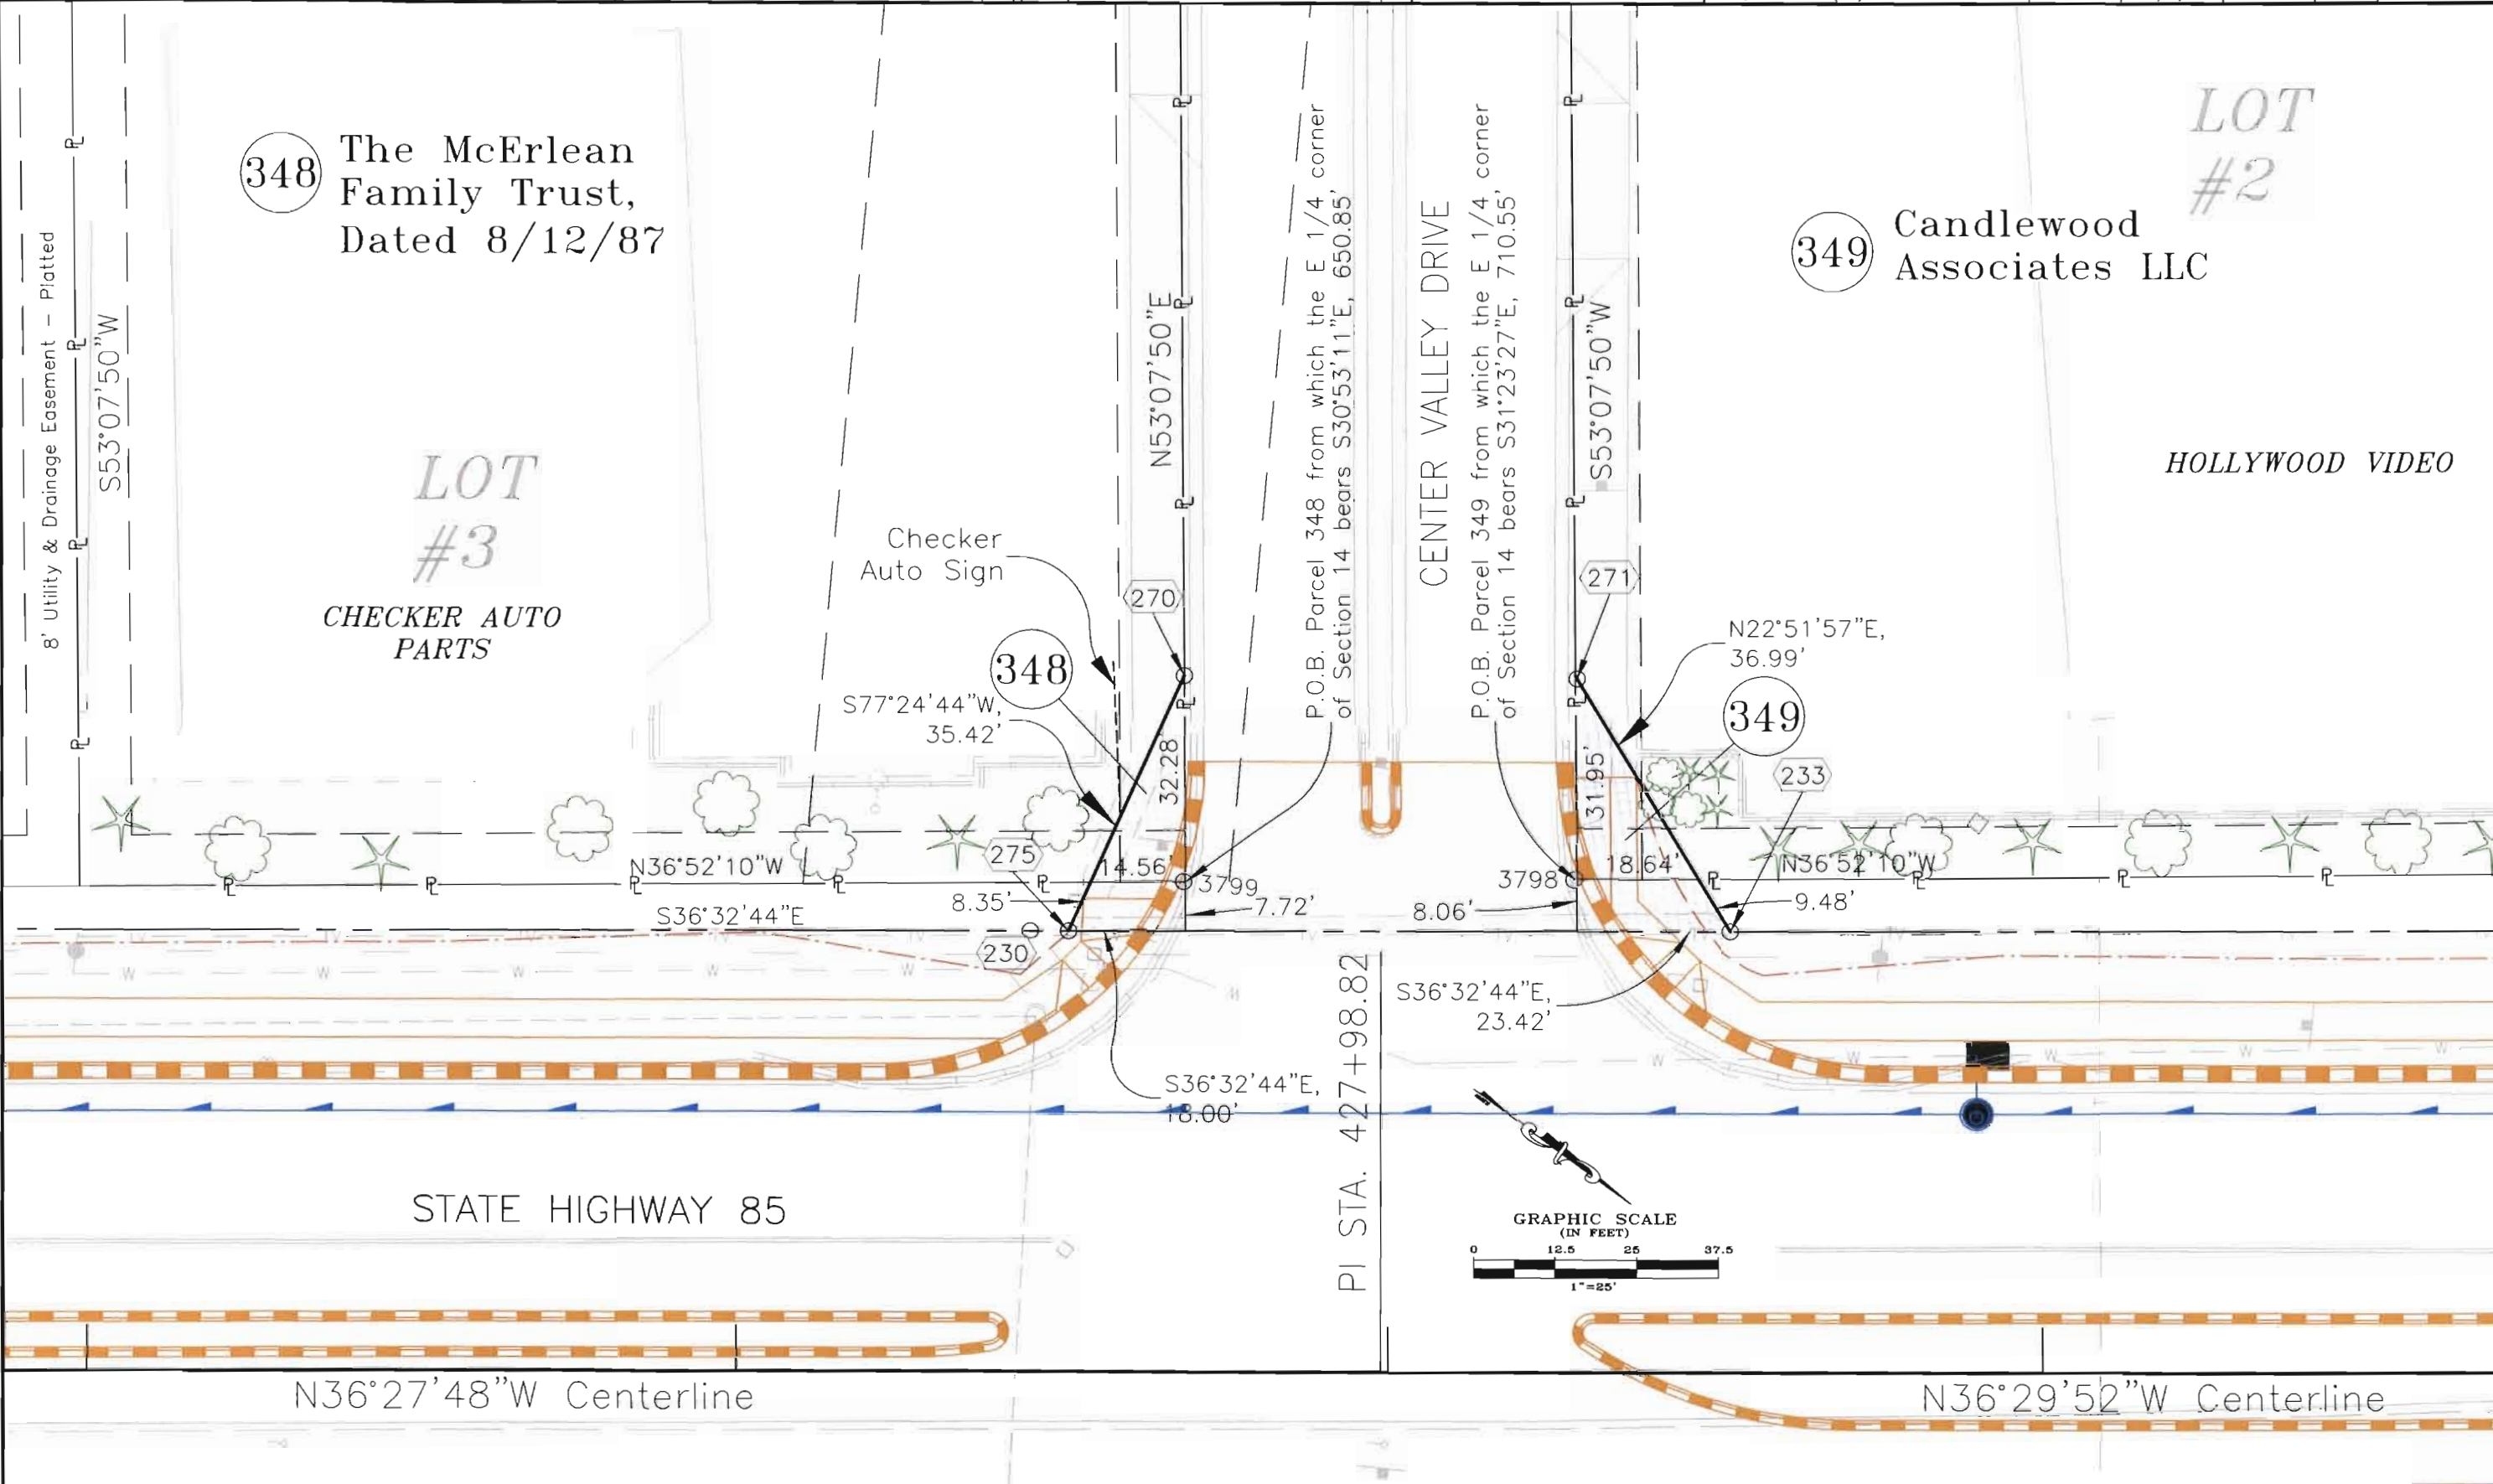 348
The McErlean
Family Trust,
Dated 8/12/87
8' Utility & Drainage Easement - Platted
S53°07'50"W
LOT
#3
CHECKER AUTO
PARTS
Checker
Auto Sign
N53°07'50"E
270
348
S77°24'44"W,
35.42'
32.28'
P.O.B. Parcel 348 from which the E 1/4 corner
of Section 14 bears S30°53'11"E, 650.85'
CENTER VALLEY DRIVE
P.O.B. Parcel 349 from which the E 1/4 corner
of Section 14 bears S31°23'27"E, 710.55'
S53°07'50"W
349
Candlewood
Associates LLC
LOT
#2
HOLLYWOOD VIDEO
271
N22°51'57"E,
36.99'
349
31.95'
233
275
14.56'
N36°52'10"W
8.35'
3799
7.72'
S36°32'44"E
230
3798
18.64'
N36°52'10"W
8.06'
9.48'
S36°32'44"E,
23.42'
S36°32'44"E,
18.00'
PI STA. 427+98.82
STATE HIGHWAY 85
GRAPHIC SCALE
(IN FEET)
0 12.5 25 37.5
1"=25'
N36°27'48"W Centerline
N36°29'52"W Centerline